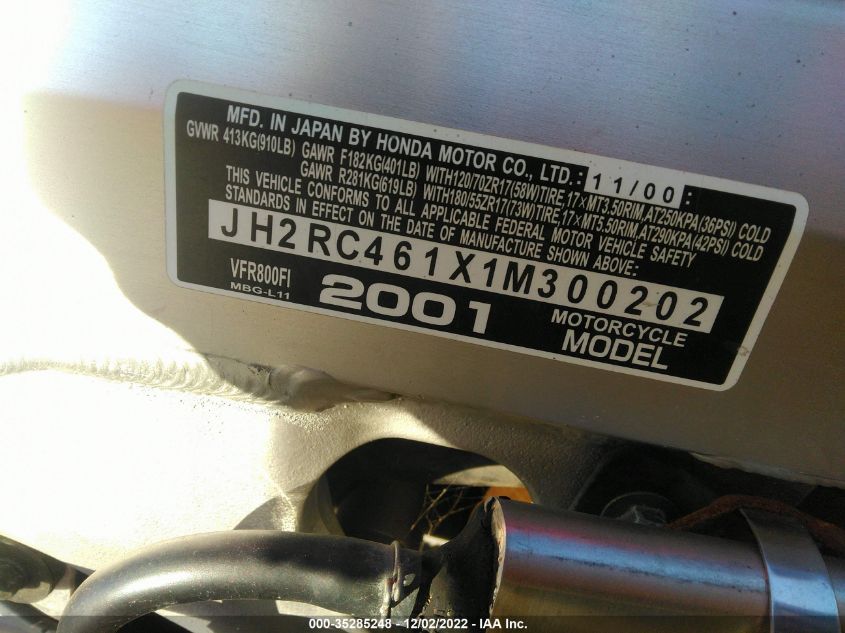 MFD. IN JAPAN BY HONDA MOTOR CO., LTD.: 11/00:
GVWR 413KG(910LB) GAWR F182KG(401LB) WITH120/70ZR17(58W)TIRE,17×MT3.50RIM,AT250KPA(36PSI) COLD
GAWR R281KG(619LB) WITH180/55ZR17(73W)TIRE,17×MT5.50RIM,AT290KPA(42PSI) COLD
THIS VEHICLE CONFORMS TO ALL APPLICABLE FEDERAL MOTOR VEHICLE SAFETY
STANDARDS IN EFFECT ON THE DATE OF MANUFACTURE SHOWN ABOVE:
JH2RC461X1M300202
VFR800FI
MBG-L11
2001
MOTORCYCLE
MODEL
000-35285248 - 12/02/2022 - IAA Inc.